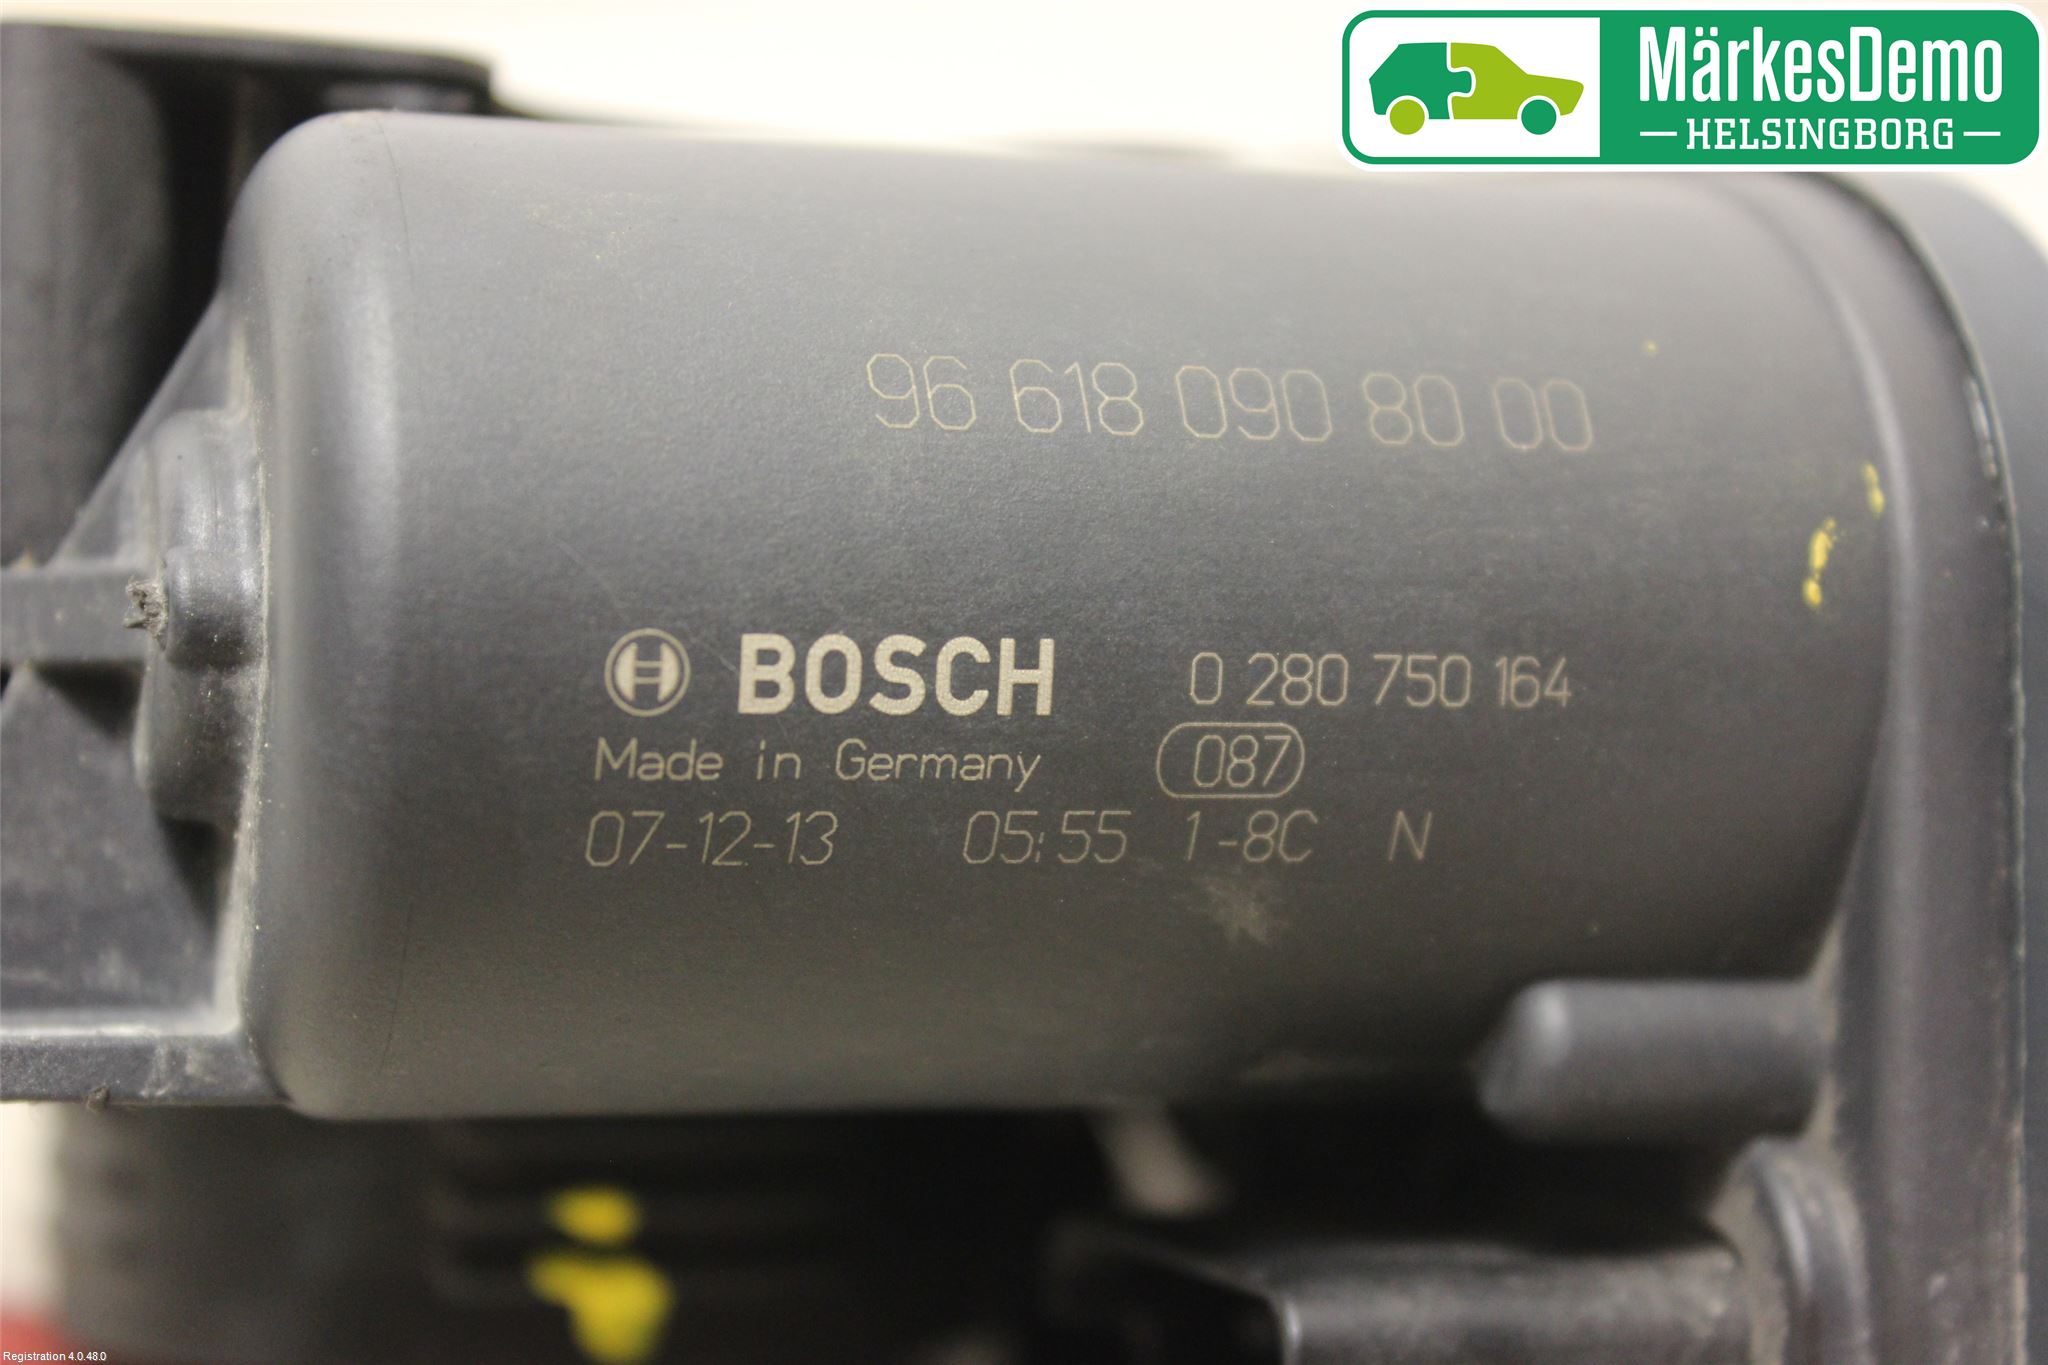 MärkesDemo
HELSINGBORG
96 618 090 80 00
BOSCH 0 280 750 164
Made in Germany 087
07-12-13 05:55 1-8C N
Registration 4.0.48.0